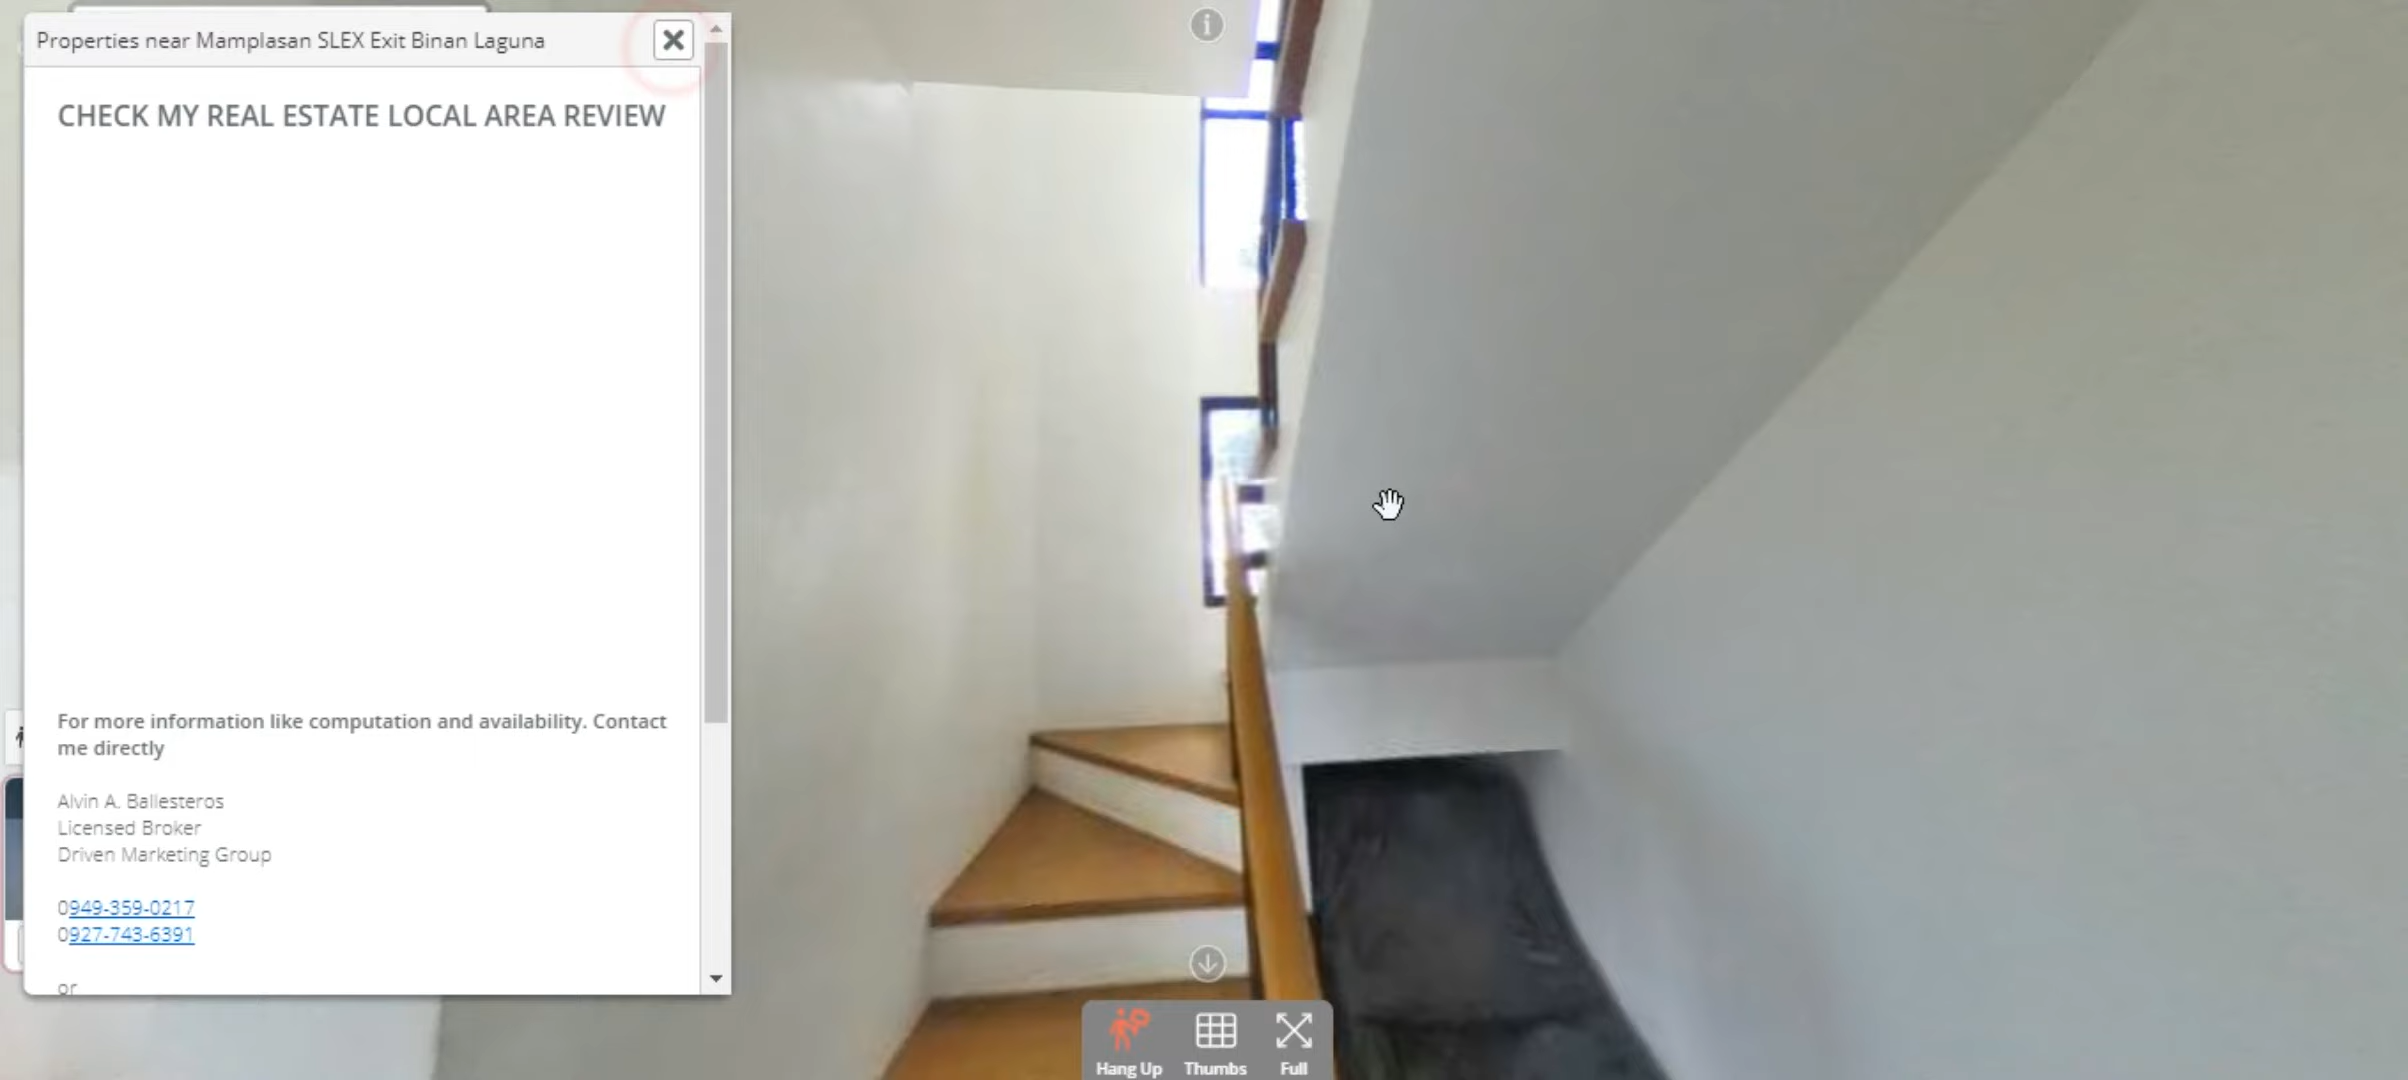 Properties near Mamplasan SLEX Exit Binan Laguna
CHECK MY REAL ESTATE LOCAL AREA REVIEW
For more information like computation and availability. Contact
me directly
Alvin A. Ballesteros
Licensed Broker
Driven Marketing Group
0949-359-0217
0927-743-6391
or
Hang Up
Thumbs
Full